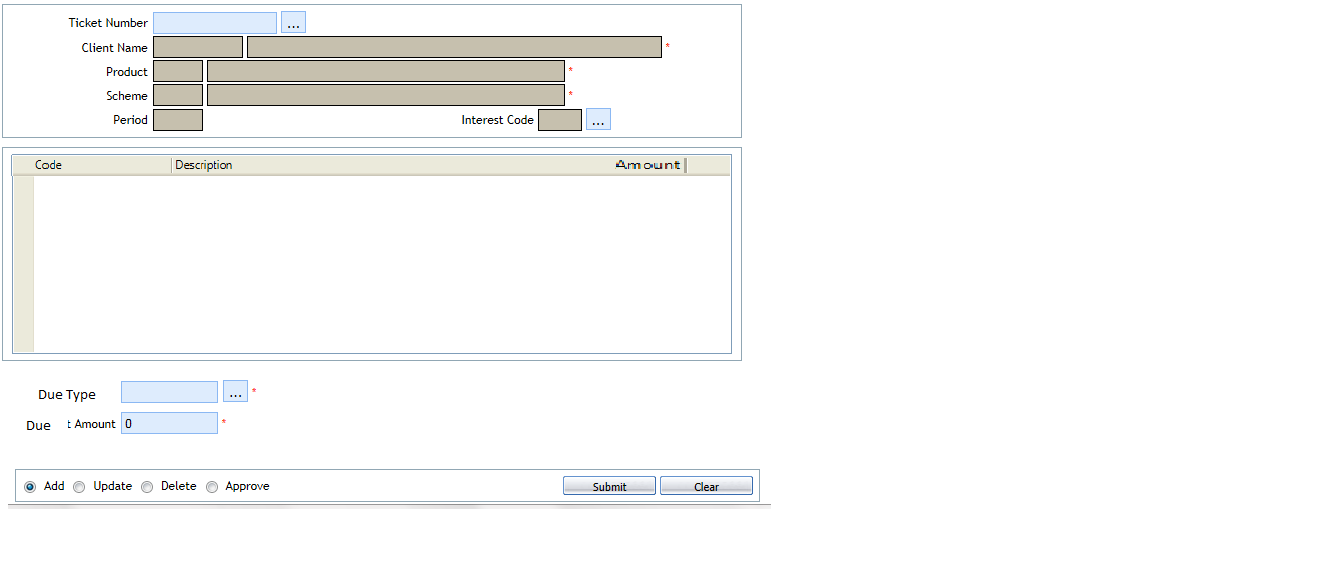 Ticket Number ...
Client Name *
Product *
Scheme *
Period Interest Code ...
Code Description Amount
Due Type ... *
Due t Amount 0 *
Add Update Delete Approve Submit Clear